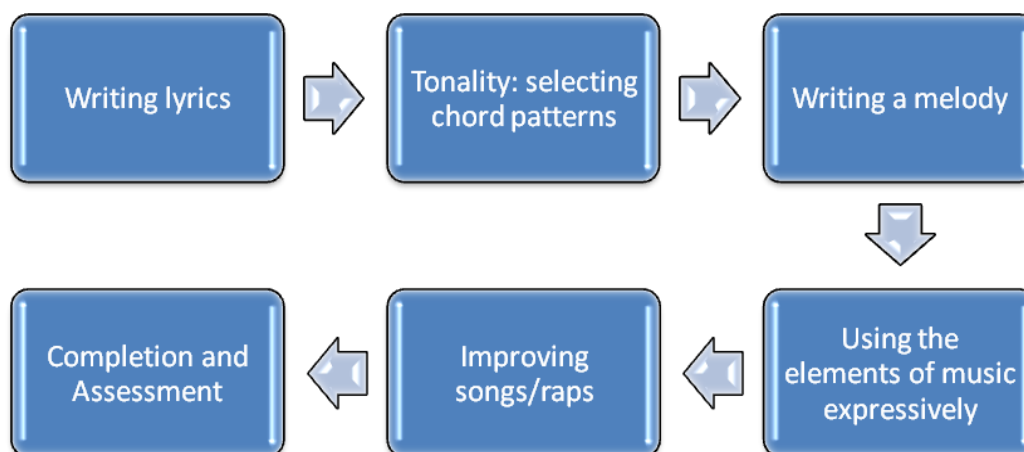 Writing lyrics
Tonality: selecting
chord patterns
Writing a melody
Using the
elements of music
expressively
Improving
songs/raps
Completion and
Assessment